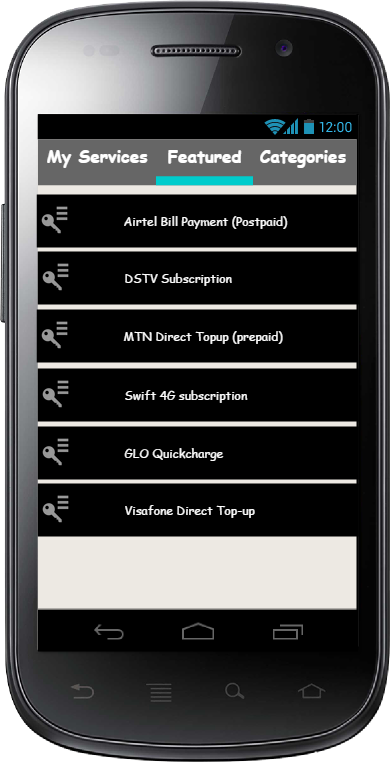 12:00
My Services Featured Categories
Airtel Bill Payment (Postpaid)
DSTV Subscription
MTN Direct Topup (prepaid)
Swift 4G subscription
GLO Quickcharge
Visafone Direct Top-up